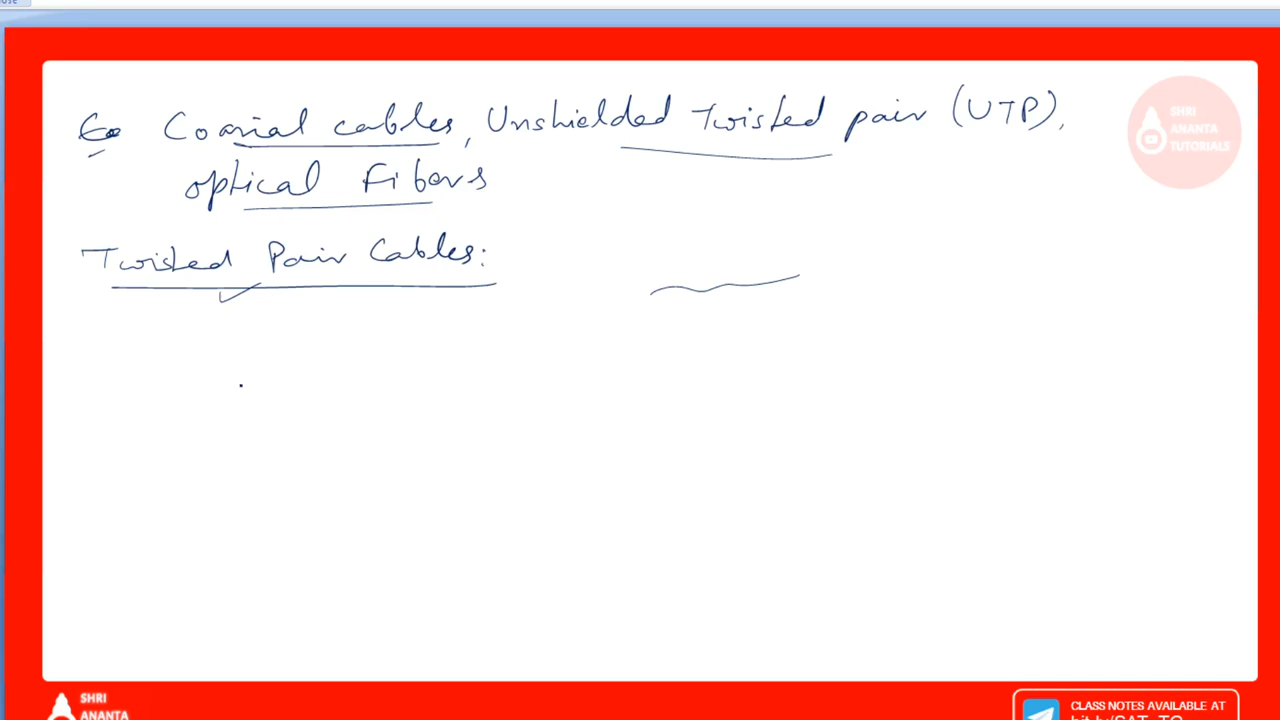 Ex Coaxial cables, Unshielded Twisted pair (UTP),
optical Fibers
Twisted Pair Cables:
SHRI
ANANTA
TUTORIALS
SHRI
ANANTA
CLASS NOTES AVAILABLE AT